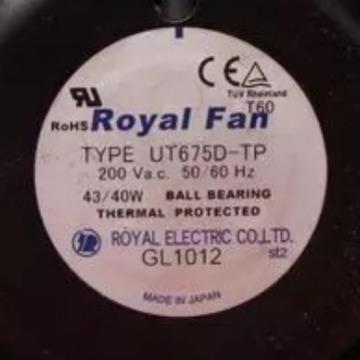 CE
TÜV Rheinland
T60
RoHS Royal Fan
TYPE UT675D-TP
200 Va.c. 50/60 Hz
43/40W BALL BEARING
THERMAL PROTECTED
ROYAL ELECTRIC CO.,LTD.
GL1012 st2
MADE IN JAPAN